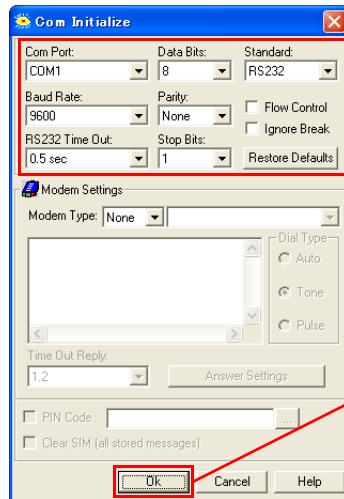 Com Initialize
Com Port: Data Bits: Standard:
COM1 8 RS232
Baud Rate: Parity:
9600 None Flow Control
Ignore Break
RS232 Time Out: Stop Bits:
0.5 sec 1 Restore Defaults
Modem Settings
Modem Type: None
Dial Type
Auto
Tone
Pulse
Time Out Reply:
1.2 Answer Settings
PIN Code : ...
Clear SIM (all stored messages)
Ok Cancel Help